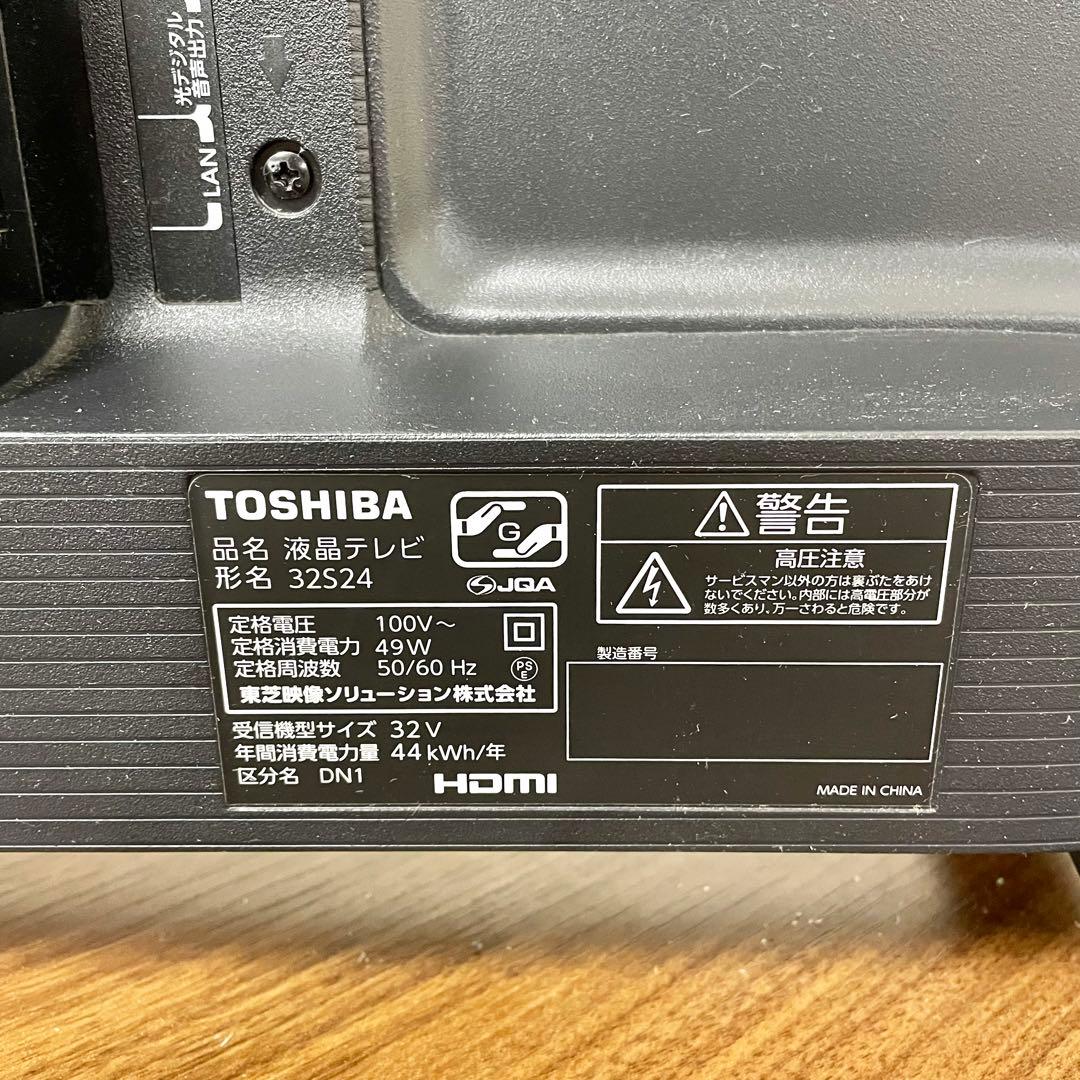 光デジタル
音声出力
LAN
TOSHIBA
品名 液晶テレビ
形名 32S24
G
JQA
定格電圧 100V～
定格消費電力 49W
定格周波数 50/60 Hz
PS
E
東芝映像ソリューション株式会社
受信機型サイズ 32V
年間消費電力量 44kWh/年
区分名 DN1
HDMI
警告
高圧注意
サービスマン以外の方は裏ぶたをあけ
ないでください。内部には高電圧部分が
数多くあり、万一さわると危険です。
製造番号
MADE IN CHINA